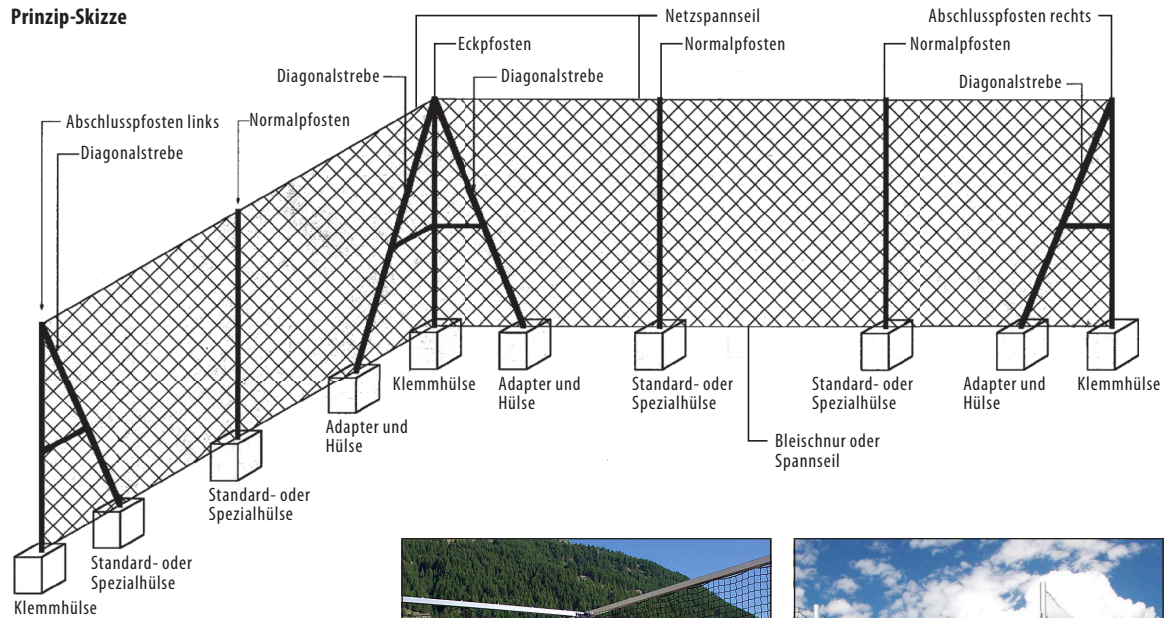 Prinzip-Skizze
Netzspannseil
Abschlusspfosten rechts
Eckpfosten
Normalpfosten
Normalpfosten
Diagonalstrebe
Diagonalstrebe
Diagonalstrebe
Abschlusspfosten links
Normalpfosten
Diagonalstrebe
Klemmhülse
Adapter und
Hülse
Standard- oder
Spezialhülse
Standard- oder
Spezialhülse
Adapter und
Hülse
Klemmhülse
Adapter und
Hülse
Bleischnur oder
Spannseil
Standard- oder
Spezialhülse
Standard- oder
Spezialhülse
Klemmhülse